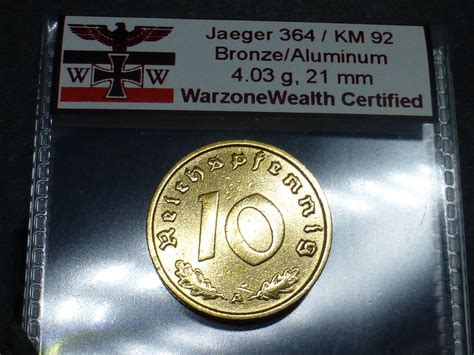 Jaeger 364 / KM 92
Bronze/Aluminum
4.03 g, 21 mm
WarzoneWealth Certified
W W
Reichspfennig
10
A